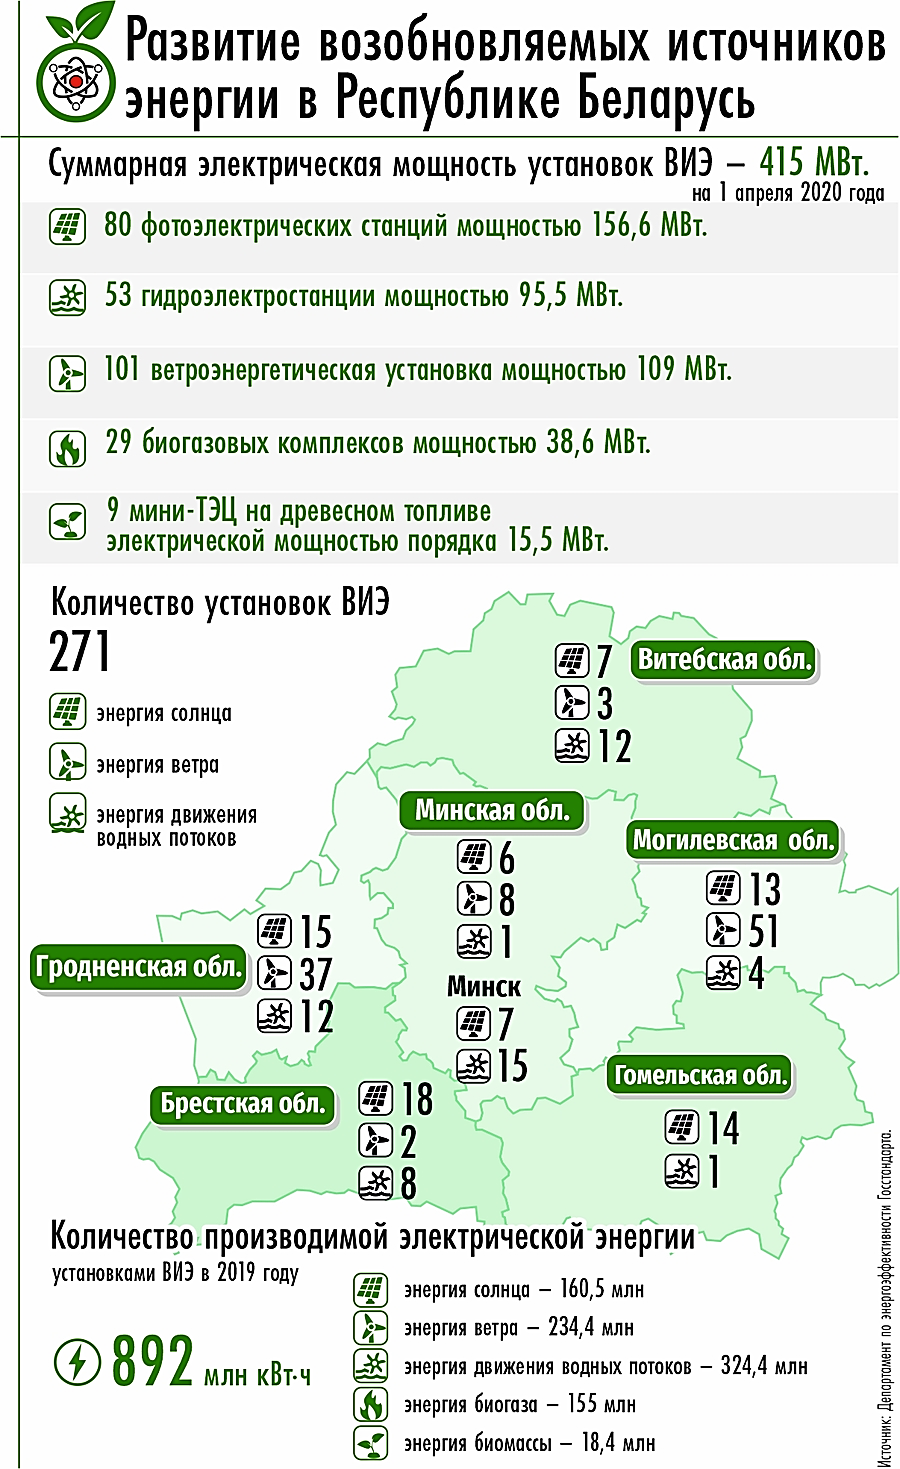 Развитие возобновляемых источников
энергии в Республике Беларусь
Суммарная электрическая мощность установок ВИЭ – 415 МВт.
на 1 апреля 2020 года
80 фотоэлектрических станций мощностью 156,6 МВт.
53 гидроэлектростанции мощностью 95,5 МВт.
101 ветроэнергетическая установка мощностью 109 МВт.
29 биогазовых комплексов мощностью 38,6 МВт.
9 мини-ТЭЦ на древесном топливе
электрической мощностью порядка 15,5 МВт.
Количество установок ВИЭ
271
энергия солнца
энергия ветра
энергия движения
водных потоков
Витебская обл.
7
3
12
Минская обл.
6
8
1
Минск
7
15
Могилевская обл.
13
51
4
Гродненская обл.
15
37
12
Брестская обл.
18
2
8
Гомельская обл.
14
1
Количество производимой электрической энергии
установками ВИЭ в 2019 году
892 млн кВт·ч
энергия солнца – 160,5 млн
энергия ветра – 234,4 млн
энергия движения водных потоков – 324,4 млн
энергия биогаза – 155 млн
энергия биомассы – 18,4 млн
Источник: Департамент по энергоэффективности Госстандарта.